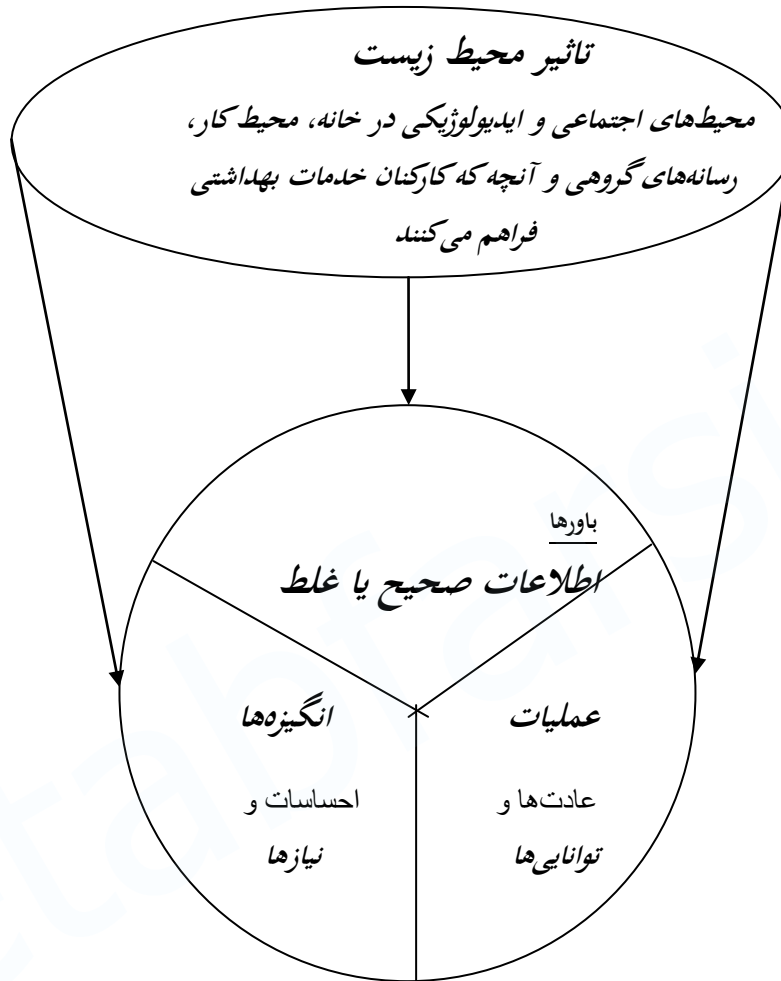 تاثیر محیط زیست
محیط‌های اجتماعی و ایدیولوژیکی در خانه، محیط کار،
رسانه‌های گروهی و آنچه که کارکنان خدمات بهداشتی
فراهم می‌کنند
باورها
اطلاعات صحیح یا غلط
عملیات
عادت‌ها و
توانایی‌ها
انگیزه‌ها
احساسات و
نیازها